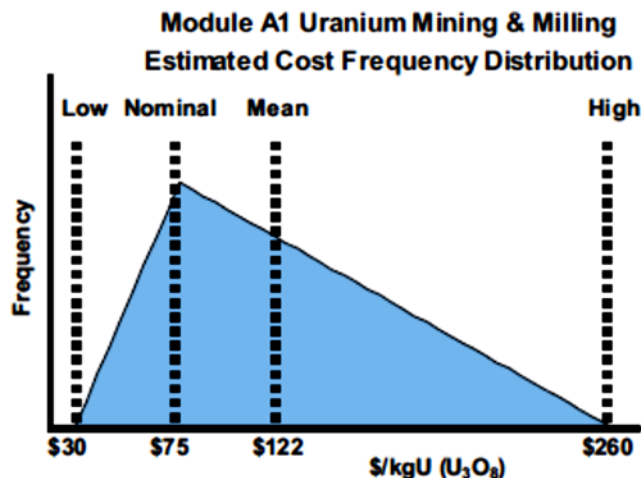 Module A1 Uranium Mining & Milling
Estimated Cost Frequency Distribution
Low Nominal Mean High
Frequency
$30 $75 $122 $260
$/kgU (U₃O₈)